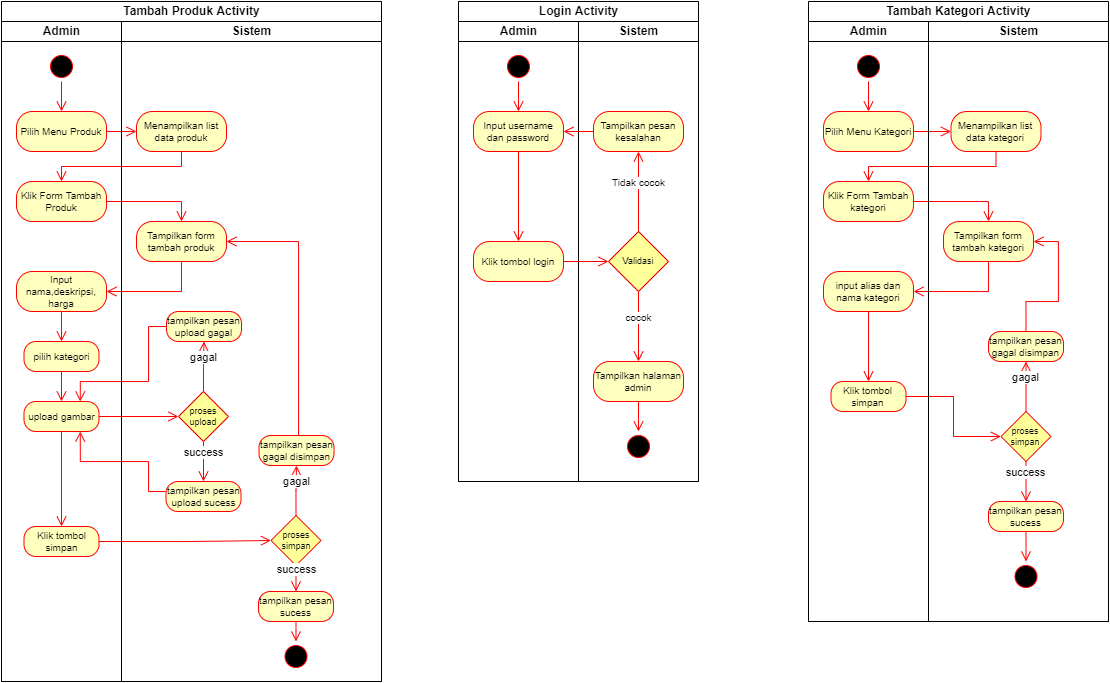 Tambah Produk Activity
Admin
Sistem
Pilih Menu Produk
Menampilkan list
data produk
Klik Form Tambah
Produk
Tampilkan form
tambah produk
Input
nama,deskripsi,
harga
tampilkan pesan
upload gagal
gagal
pilih kategori
upload gambar
proses
upload
success
tampilkan pesan
upload sucess
tampilkan pesan
gagal disimpan
gagal
Klik tombol
simpan
proses
simpan
success
tampilkan pesan
sucess
Login Activity
Admin
Sistem
Input username
dan password
Tampilkan pesan
kesalahan
Tidak cocok
Klik tombol login
Validasi
cocok
Tampilkan halaman
admin
Tambah Kategori Activity
Admin
Sistem
Pilih Menu Kategori
Menampilkan list
data kategori
Klik Form Tambah
kategori
Tampilkan form
tambah kategori
input alias dan
nama kategori
tampilkan pesan
gagal disimpan
gagal
Klik tombol
simpan
proses
simpan
success
tampilkan pesan
sucess